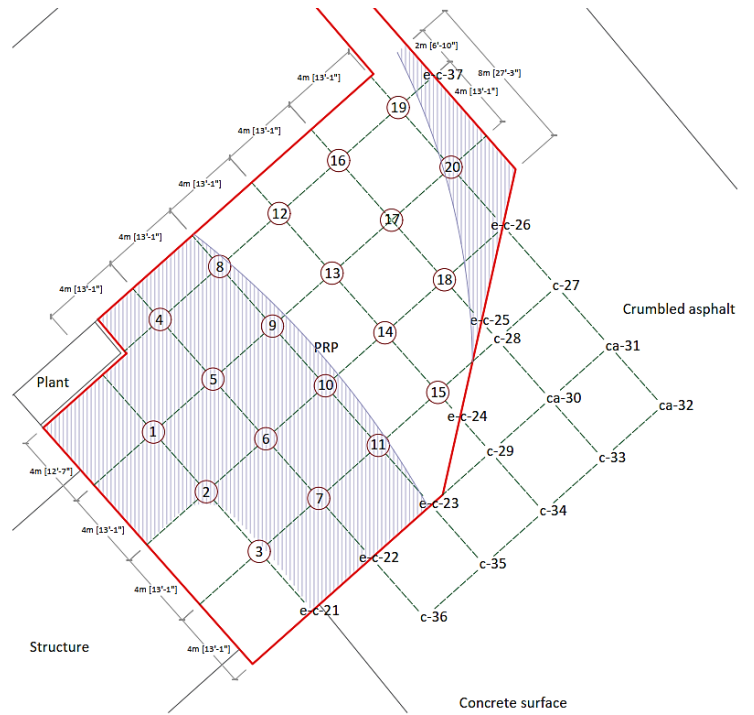 2m [6'-10"]
8m [27'-3"]
e-c-37
4m [13'-1"]
4m [13'-1"]
19
4m [13'-1"]
16
20
4m [13'-1"]
12
17
e-c-26
4m [13'-1"]
8
13
18
c-27
4m [13'-1"]
4
9
e-c-25
Crumbled asphalt
PRP
14
c-28
ca-31
Plant
5
10
15
ca-30
ca-32
1
6
11
e-c-24
c-29
c-33
4m [12'-7"]
2
7
e-c-23
c-34
4m [13'-1"]
3
e-c-22
c-35
4m [13'-1"]
e-c-21
c-36
4m [13'-1"]
Structure
Concrete surface